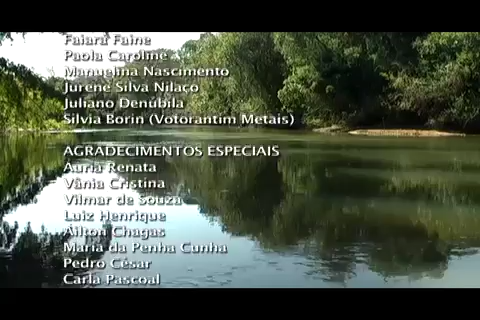 Faiara Faine
Paola Caroline
Manuelina Nascimento
Jurene Silva Nilaço
Juliano Denúbila
Silvia Borin (Votorantim Metais)
AGRADECIMENTOS ESPECIAIS
Auria Renata
Vânia Cristina
Vilmar de Souza
Luiz Henrique
Ailton Chagas
Maria da Penha Cunha
Pedro César
Carla Pascoal